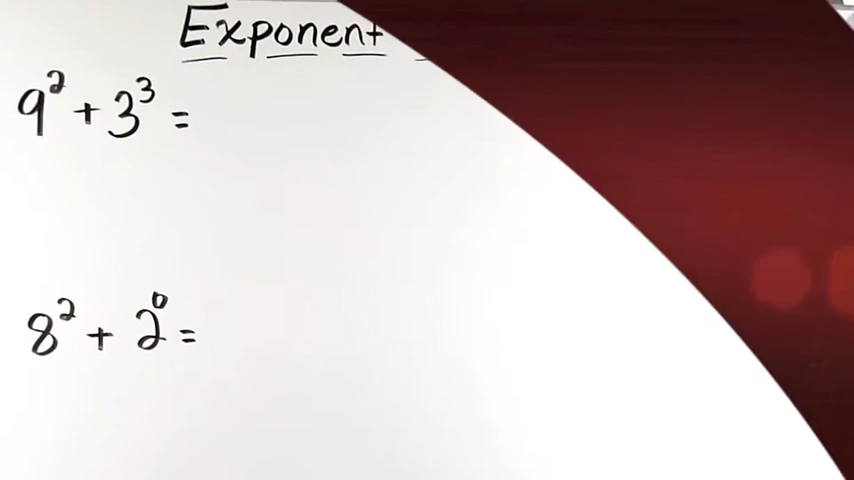 Exponent
9² + 3³ =
8² + 2⁰ =